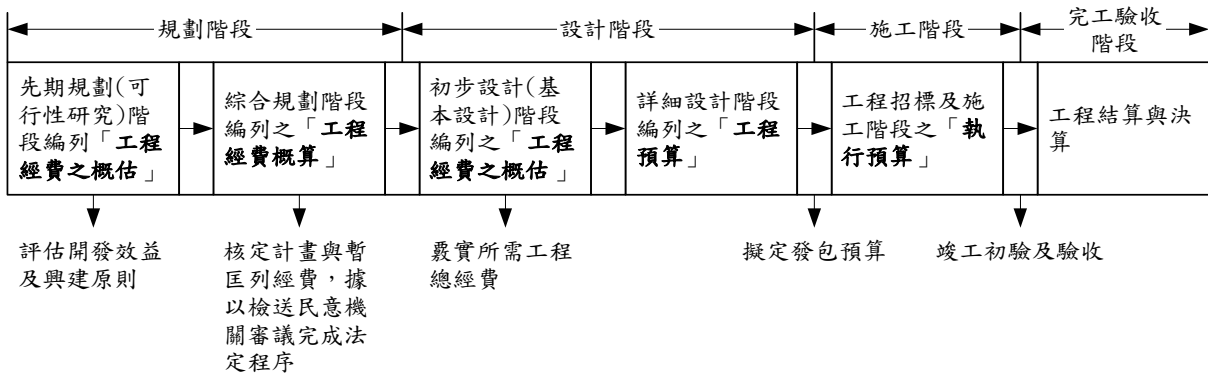 規劃階段
設計階段
施工階段
完工驗收
階段
先期規劃(可
行性研究)階
段編列「工程
經費之概估」
綜合規劃階段
編列之「工程
經費概算」
初步設計(基
本設計)階段
編列之「工程
經費之概估」
詳細設計階段
編列之「工程
預算」
工程招標及施
工階段之「執
行預算」
工程結算與決
算
評估開發效益
及興建原則
核定計畫與暫
匡列經費，據
以檢送民意機
關審議完成法
定程序
覈實所需工程
總經費
擬定發包預算
竣工初驗及驗收